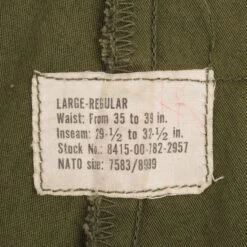 LARGE-REGULAR
Waist: From 35 to 39 in.
Inseam: 29-1/2 to 32-1/2 in.
Stock No.: 8415-00-782-2957
NATO size: 7583/8999